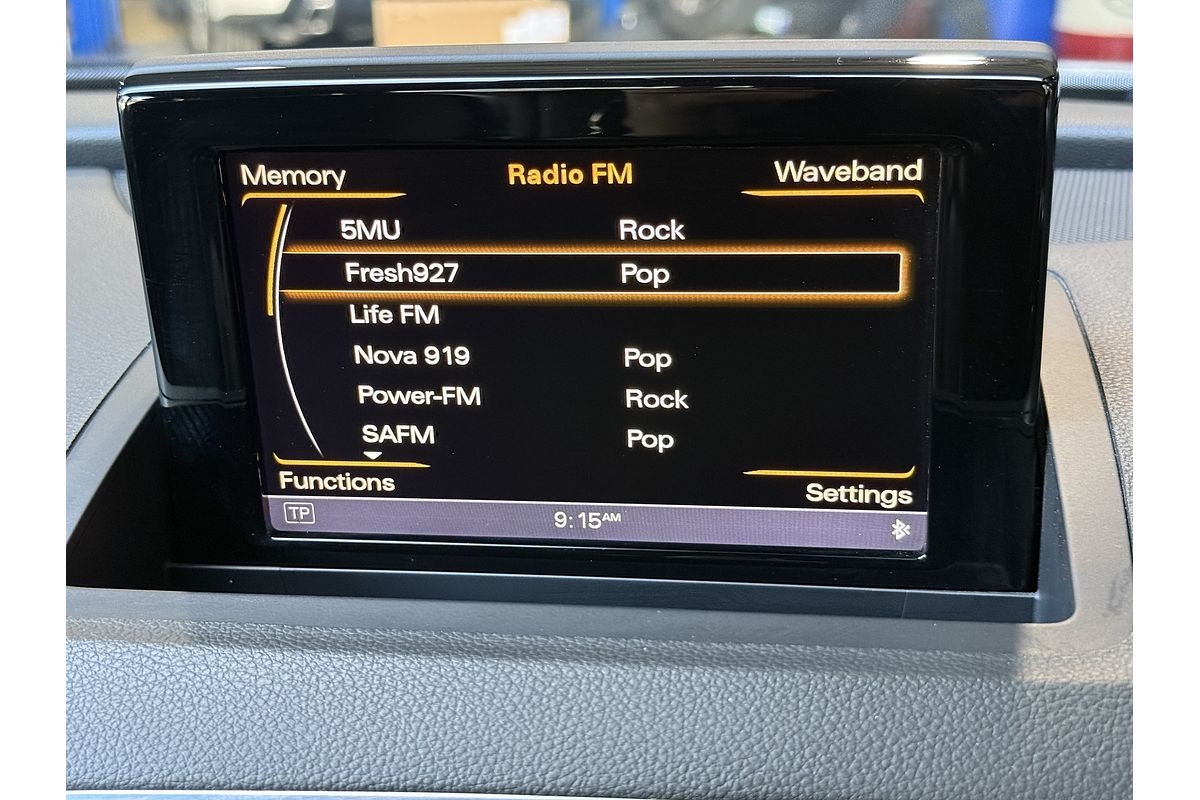 Memory Radio FM Waveband
5MU Rock
Fresh927 Pop
Life FM
Nova 919 Pop
Power-FM Rock
SAFM Pop
Functions Settings
TP 9:15AM